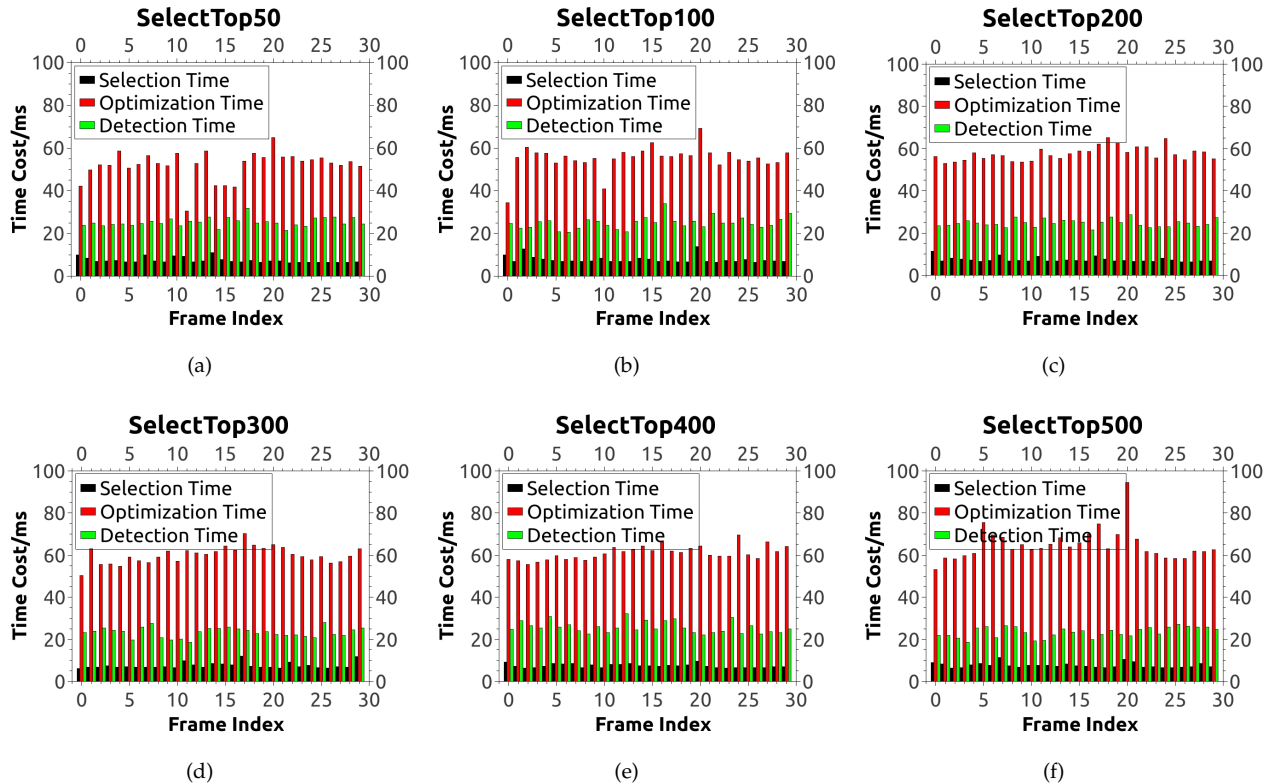 SelectTop50
0 5 10 15 20 25 30
100 100
80 80
60 60
40 40
20 20
0 0
Time Cost/ms
Selection Time
Optimization Time
Detection Time
0 5 10 15 20 25 30
Frame Index
(a)
SelectTop100
0 5 10 15 20 25 30
100 100
80 80
60 60
40 40
20 20
0 0
Time Cost/ms
Selection Time
Optimization Time
Detection Time
0 5 10 15 20 25 30
Frame Index
(b)
SelectTop200
0 5 10 15 20 25 30
100 100
80 80
60 60
40 40
20 20
0 0
Time Cost/ms
Selection Time
Optimization Time
Detection Time
0 5 10 15 20 25 30
Frame Index
(c)
SelectTop300
0 5 10 15 20 25 30
100 100
80 80
60 60
40 40
20 20
0 0
Time Cost/ms
Selection Time
Optimization Time
Detection Time
0 5 10 15 20 25 30
Frame Index
(d)
SelectTop400
0 5 10 15 20 25 30
100 100
80 80
60 60
40 40
20 20
0 0
Time Cost/ms
Selection Time
Optimization Time
Detection Time
0 5 10 15 20 25 30
Frame Index
(e)
SelectTop500
0 5 10 15 20 25 30
100 100
80 80
60 60
40 40
20 20
0 0
Time Cost/ms
Selection Time
Optimization Time
Detection Time
0 5 10 15 20 25 30
Frame Index
(f)